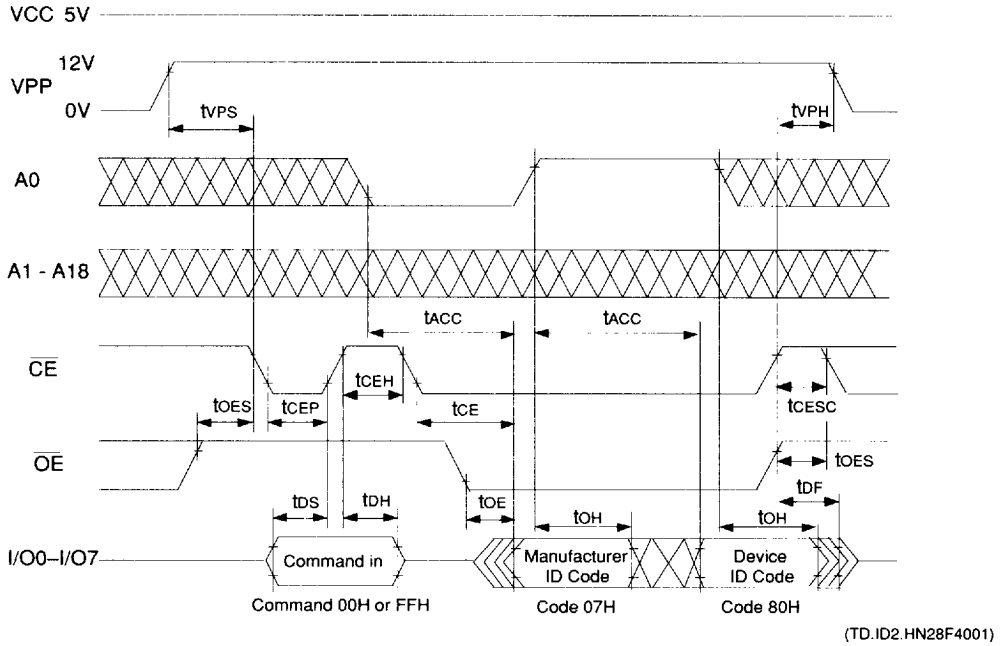 VCC 5V
12V
VPP
0V
tVPS
tVPH
A0
A1 - A18
tACC
tACC
CE
tCEH
tOES
tCEP
tCE
tCESC
OE
tOES
tDS
tDH
tOE
tOH
tOH
tDF
I/O0–I/O7
Command in
Manufacturer
ID Code
Device
ID Code
Command 00H or FFH
Code 07H
Code 80H
(TD.ID2.HN28F4001)